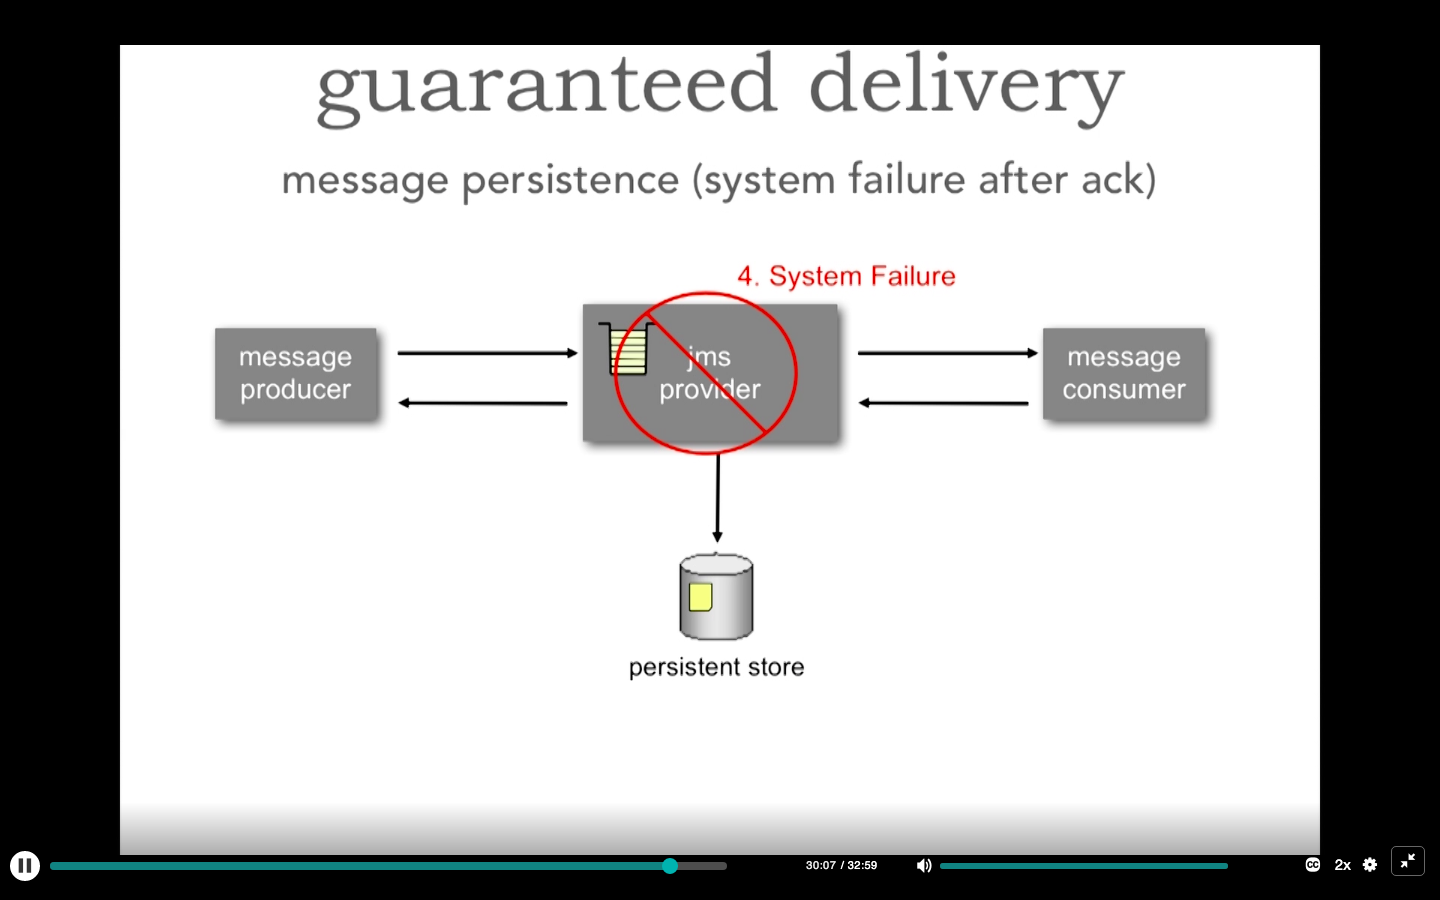 guaranteed delivery
message persistence (system failure after ack)
4. System Failure
message
producer
jms
provider
message
consumer
persistent store
30:07 / 32:59
CC
2x